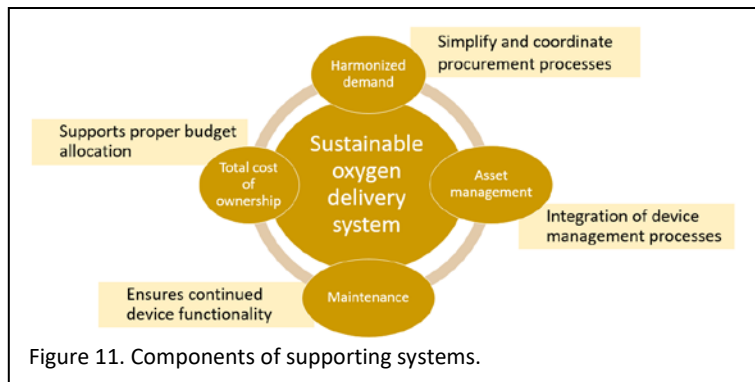 Harmonized
demand
Simplify and coordinate
procurement processes
Supports proper budget
allocation
Total cost
of
ownership
Sustainable
oxygen
delivery
system
Asset
management
Integration of device
management processes
Ensures continued
device functionality
Maintenance
Figure 11. Components of supporting systems.